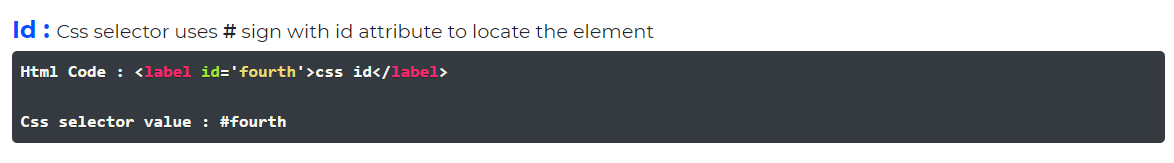 Id : Css selector uses # sign with id attribute to locate the element
Html Code : <label id='fourth'>css id</label>
Css selector value : #fourth